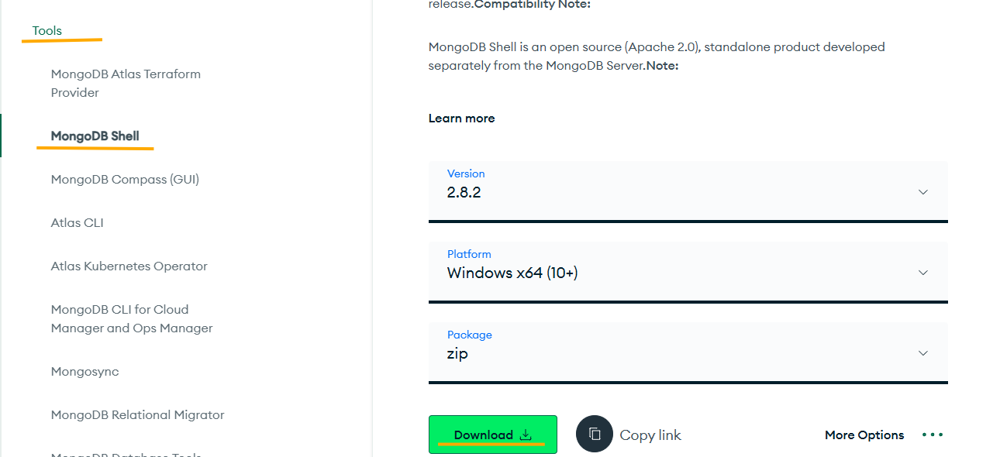 Tools
MongoDB Atlas Terraform
Provider
MongoDB Shell
MongoDB Compass (GUI)
Atlas CLI
Atlas Kubernetes Operator
MongoDB CLI for Cloud
Manager and Ops Manager
Mongosync
MongoDB Relational Migrator
MongoDB Database Tools
release.Compatibility Note:
MongoDB Shell is an open source (Apache 2.0), standalone product developed
separately from the MongoDB Server.Note:
Learn more
Version
2.8.2
Platform
Windows x64 (10+)
Package
zip
Download
Copy link
More Options